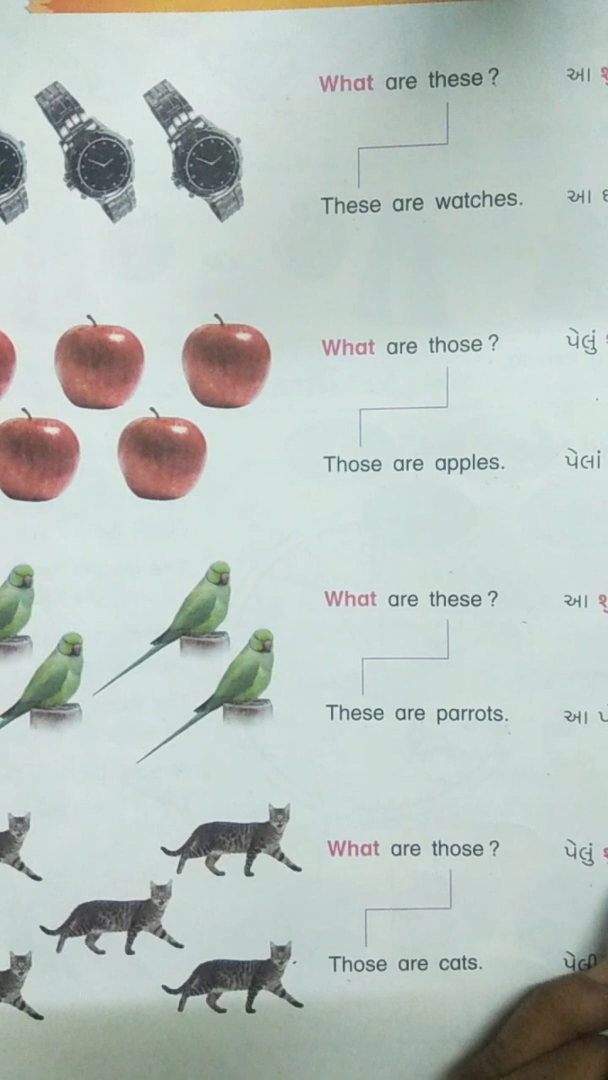 What are these ? આ
These are watches. આ
What are those ? પેલું
Those are apples. પેલાં
What are these ? આ
These are parrots. આ
What are those ? પેલું
Those are cats. પેલી